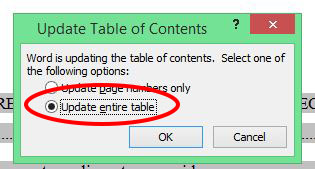 Update Table of Contents ?
Word is updating the table of contents. Select one of
the following options:
Update page numbers only
Update entire table
OK Cancel